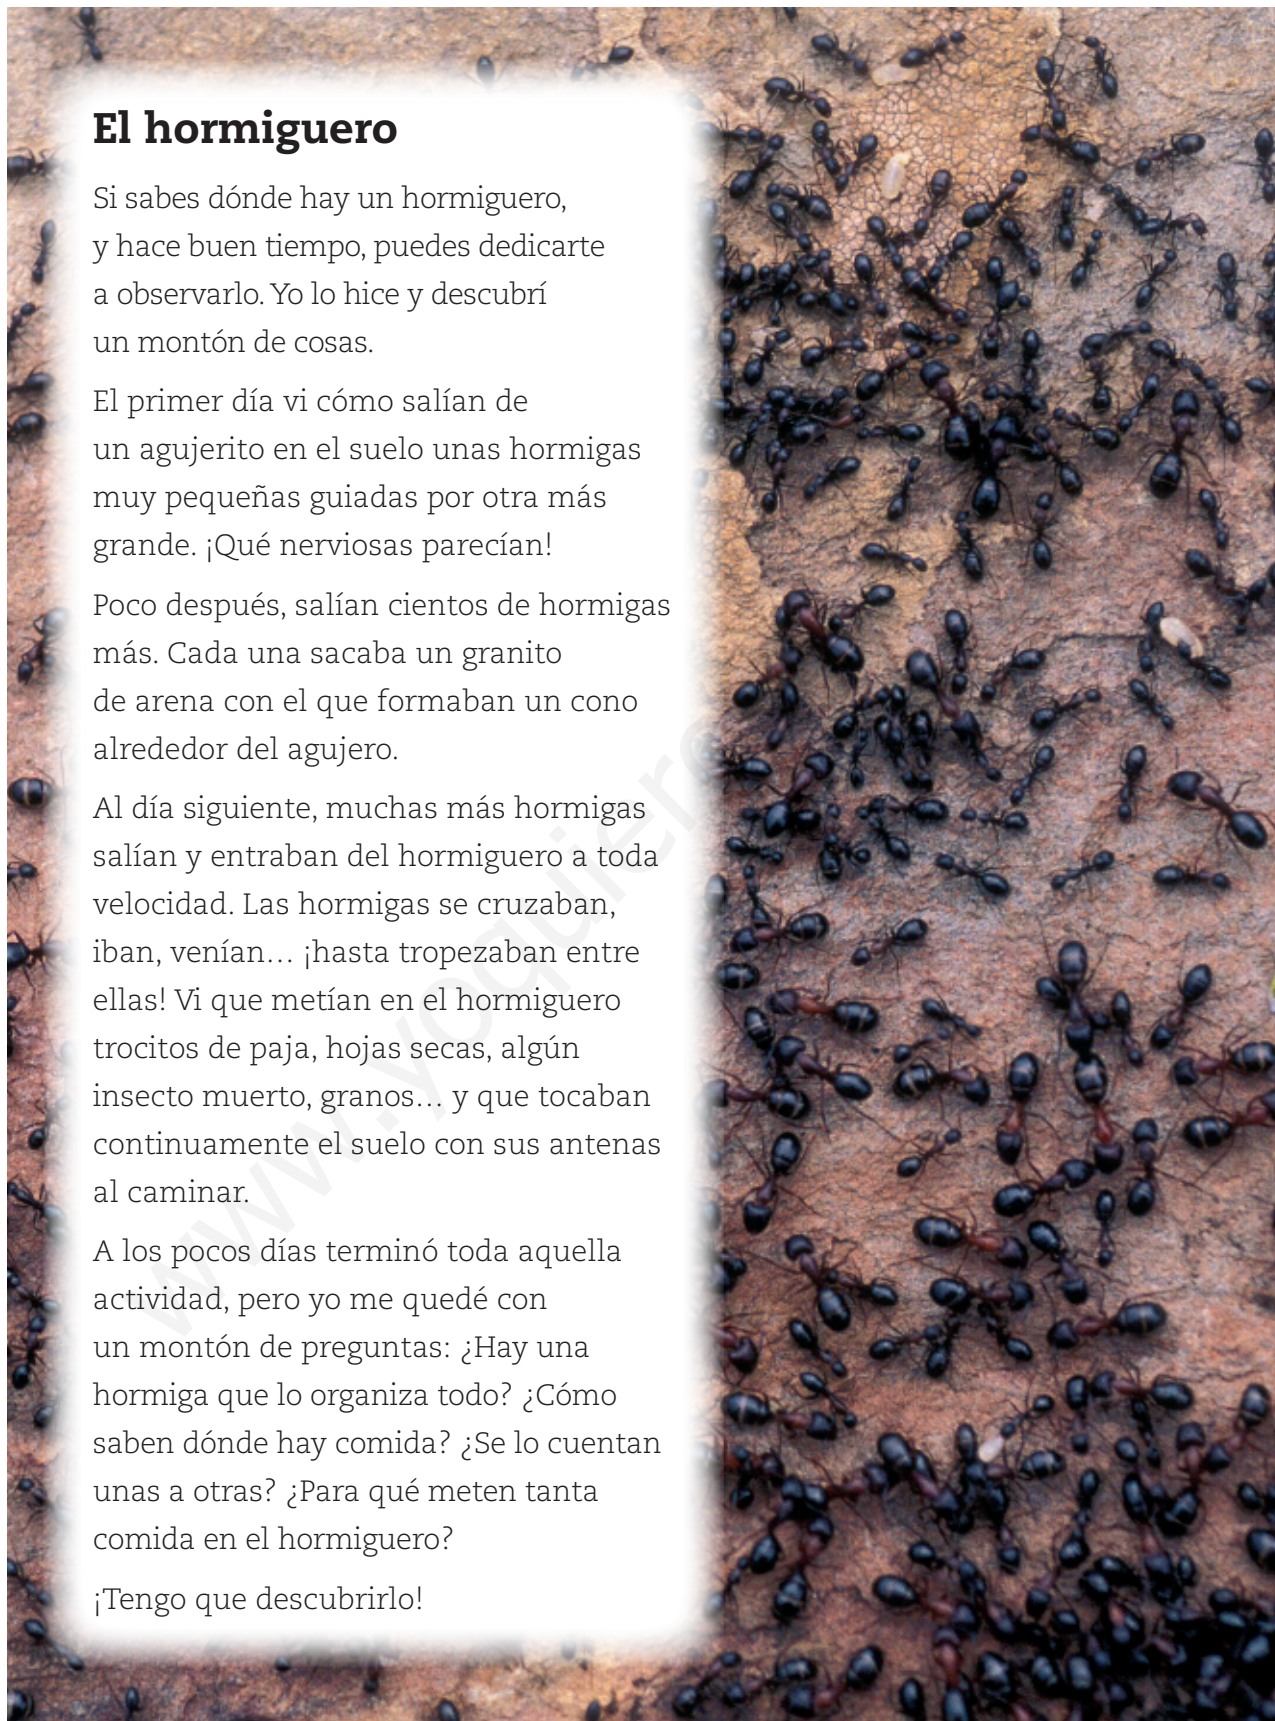 El hormiguero
Si sabes dónde hay un hormiguero,
y hace buen tiempo, puedes dedicarte
a observarlo. Yo lo hice y descubrí
un montón de cosas.
El primer día vi cómo salían de
un agujerito en el suelo unas hormigas
muy pequeñas guiadas por otra más
grande. ¡Qué nerviosas parecían!
Poco después, salían cientos de hormigas
más. Cada una sacaba un granito
de arena con el que formaban un cono
alrededor del agujero.
Al día siguiente, muchas más hormigas
salían y entraban del hormiguero a toda
velocidad. Las hormigas se cruzaban,
iban, venían… ¡hasta tropezaban entre
ellas! Vi que metían en el hormiguero
trocitos de paja, hojas secas, algún
insecto muerto, granos… y que tocaban
continuamente el suelo con sus antenas
al caminar.
A los pocos días terminó toda aquella
actividad, pero yo me quedé con
un montón de preguntas: ¿Hay una
hormiga que lo organiza todo? ¿Cómo
saben dónde hay comida? ¿Se lo cuentan
unas a otras? ¿Para qué meten tanta
comida en el hormiguero?
¡Tengo que descubrirlo!